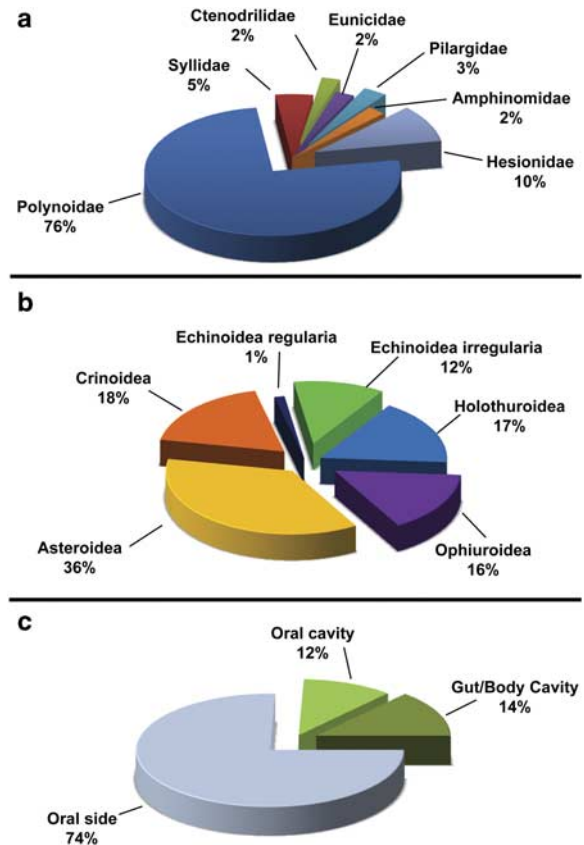 a
Ctenodrilidae
2%
Eunicidae
2%
Pilargidae
3%
Syllidae
5%
Amphinomidae
2%
Hesionidae
10%
Polynoidae
76%
b
Echinoidea regularia
1%
Echinoidea irregularia
12%
Crinoidea
18%
Holothuroidea
17%
Asteroidea
36%
Ophiuroidea
16%
c
Oral cavity
12%
Gut/Body Cavity
14%
Oral side
74%